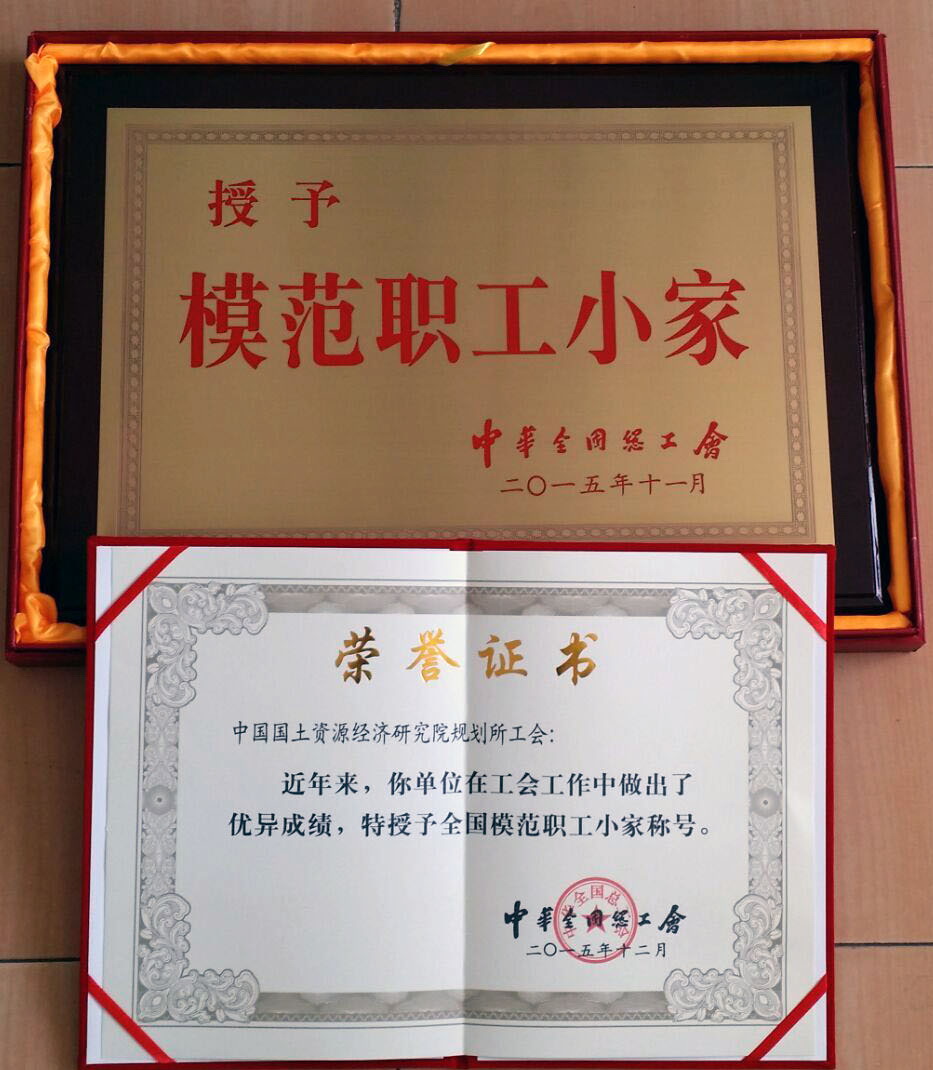 授予
模范职工小家
中華全国总工會
二〇一五年十一月
荣誉证书
中国国土资源经济研究院规划所工会：
近年来，你单位在工会工作中做出了
优异成绩，特授予全国模范职工小家称号。
中華全国总工會
二〇一五年十二月